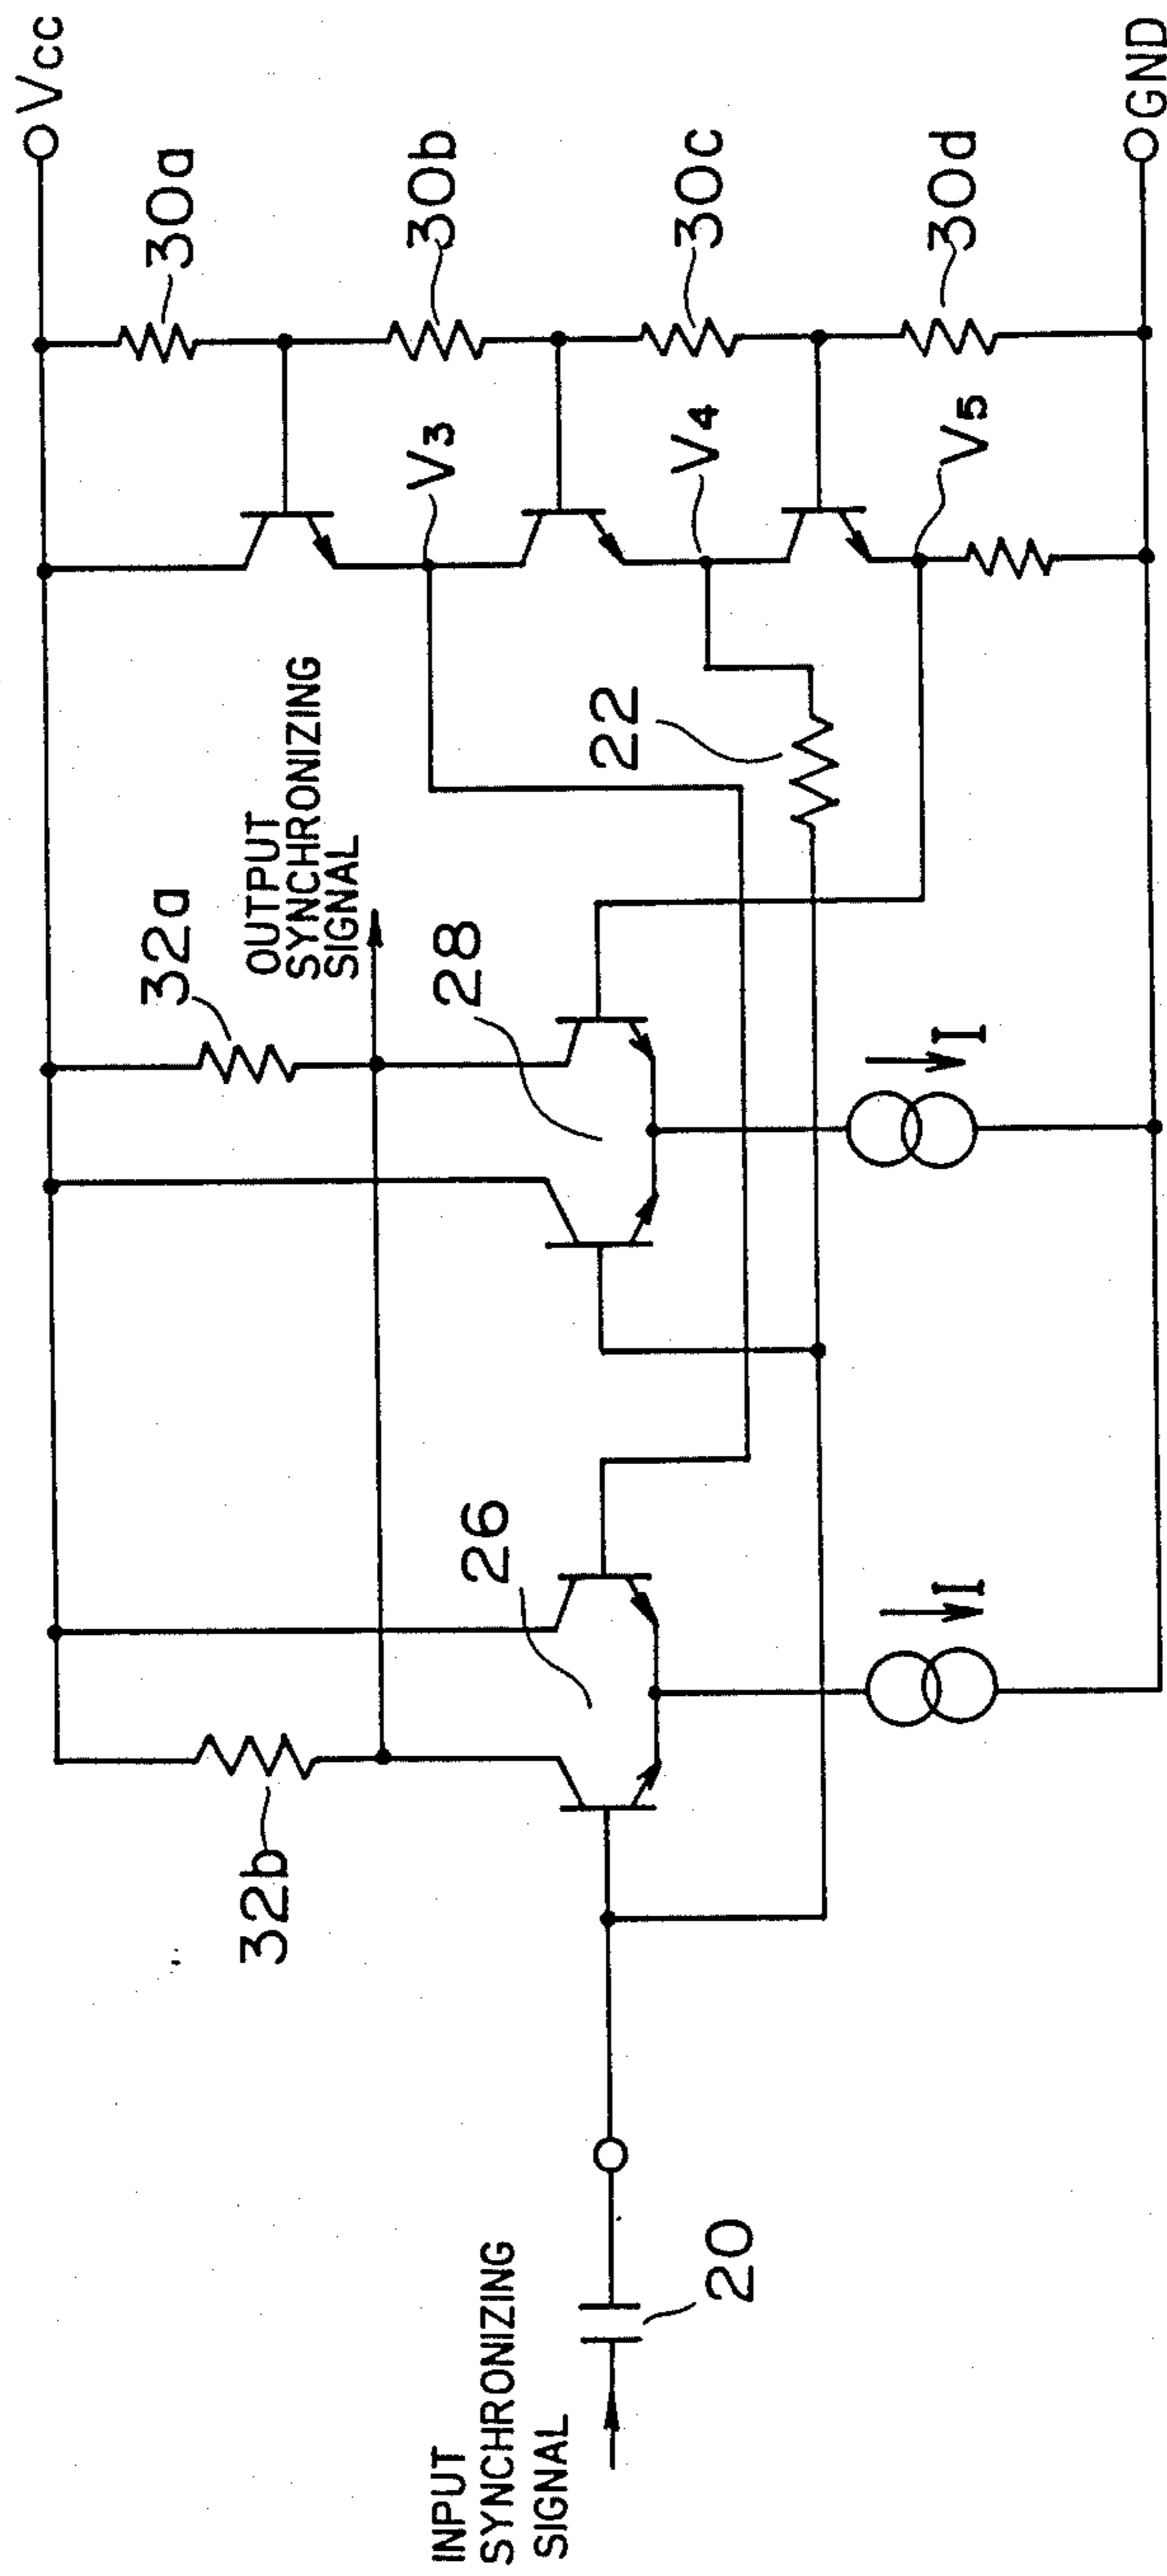 INPUT
SYNCHRONIZING
SIGNAL
20
32b
26
32a
28
OUTPUT
SYNCHRONIZING
SIGNAL
22
I
I
V3
V4
V5
30a
30b
30c
30d
Vcc
GND